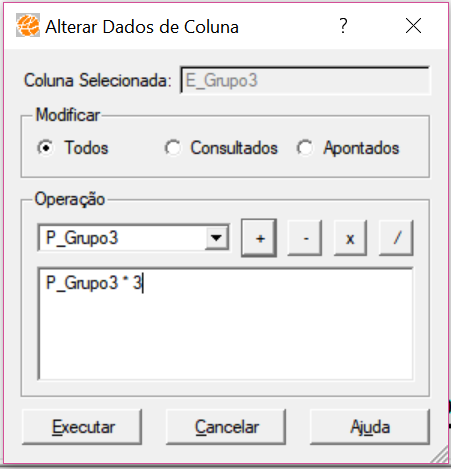 Alterar Dados de Coluna ?
Coluna Selecionada: E_Grupo3
Modificar
Todos Consultados Apontados
Operação
P_Grupo3 + - x /
P_Grupo3 * 3
Executar Cancelar Ajuda